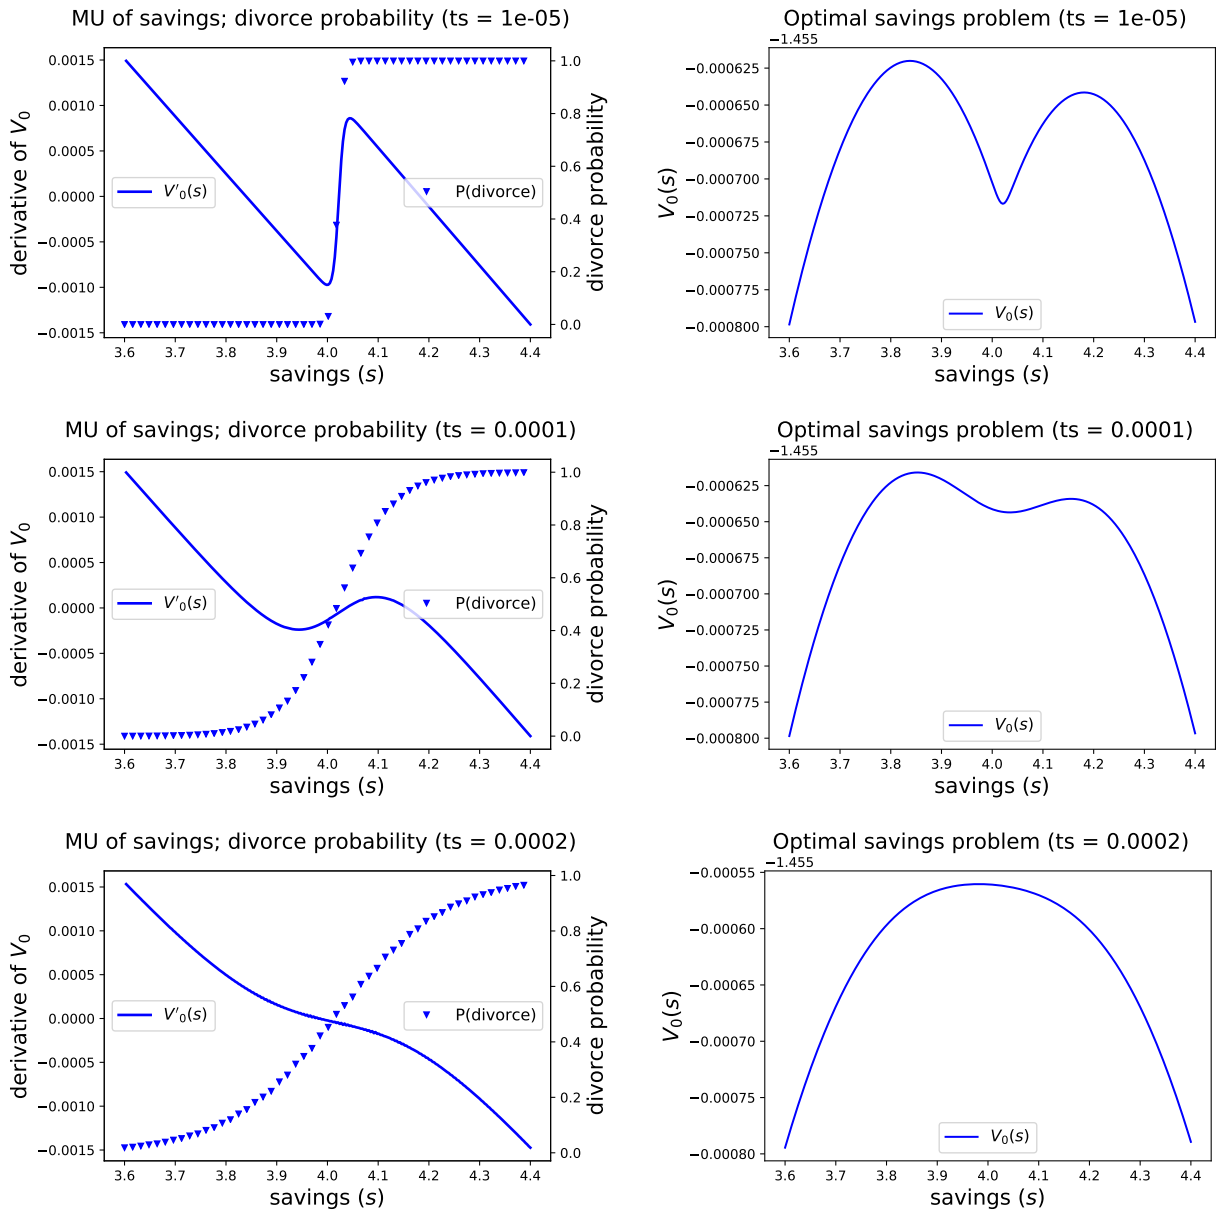 MU of savings; divorce probability (ts = 1e-05)
derivative of V₀
0.0015
0.0010
0.0005
0.0000
−0.0005
−0.0010
−0.0015
V′₀(s)
P(divorce)
1.0
0.8
0.6
0.4
0.2
0.0
divorce probability
3.6 3.7 3.8 3.9 4.0 4.1 4.2 4.3 4.4
savings (s)
Optimal savings problem (ts = 1e-05)
−1.455
V₀(s)
−0.000625
−0.000650
−0.000675
−0.000700
−0.000725
−0.000750
−0.000775
−0.000800
V₀(s)
3.6 3.7 3.8 3.9 4.0 4.1 4.2 4.3 4.4
savings (s)
MU of savings; divorce probability (ts = 0.0001)
derivative of V₀
0.0015
0.0010
0.0005
0.0000
−0.0005
−0.0010
−0.0015
V′₀(s)
P(divorce)
1.0
0.8
0.6
0.4
0.2
0.0
divorce probability
3.6 3.7 3.8 3.9 4.0 4.1 4.2 4.3 4.4
savings (s)
Optimal savings problem (ts = 0.0001)
−1.455
V₀(s)
−0.000625
−0.000650
−0.000675
−0.000700
−0.000725
−0.000750
−0.000775
−0.000800
V₀(s)
3.6 3.7 3.8 3.9 4.0 4.1 4.2 4.3 4.4
savings (s)
MU of savings; divorce probability (ts = 0.0002)
derivative of V₀
0.0015
0.0010
0.0005
0.0000
−0.0005
−0.0010
−0.0015
V′₀(s)
P(divorce)
1.0
0.8
0.6
0.4
0.2
0.0
divorce probability
3.6 3.7 3.8 3.9 4.0 4.1 4.2 4.3 4.4
savings (s)
Optimal savings problem (ts = 0.0002)
−1.455
V₀(s)
−0.00055
−0.00060
−0.00065
−0.00070
−0.00075
−0.00080
V₀(s)
3.6 3.7 3.8 3.9 4.0 4.1 4.2 4.3 4.4
savings (s)